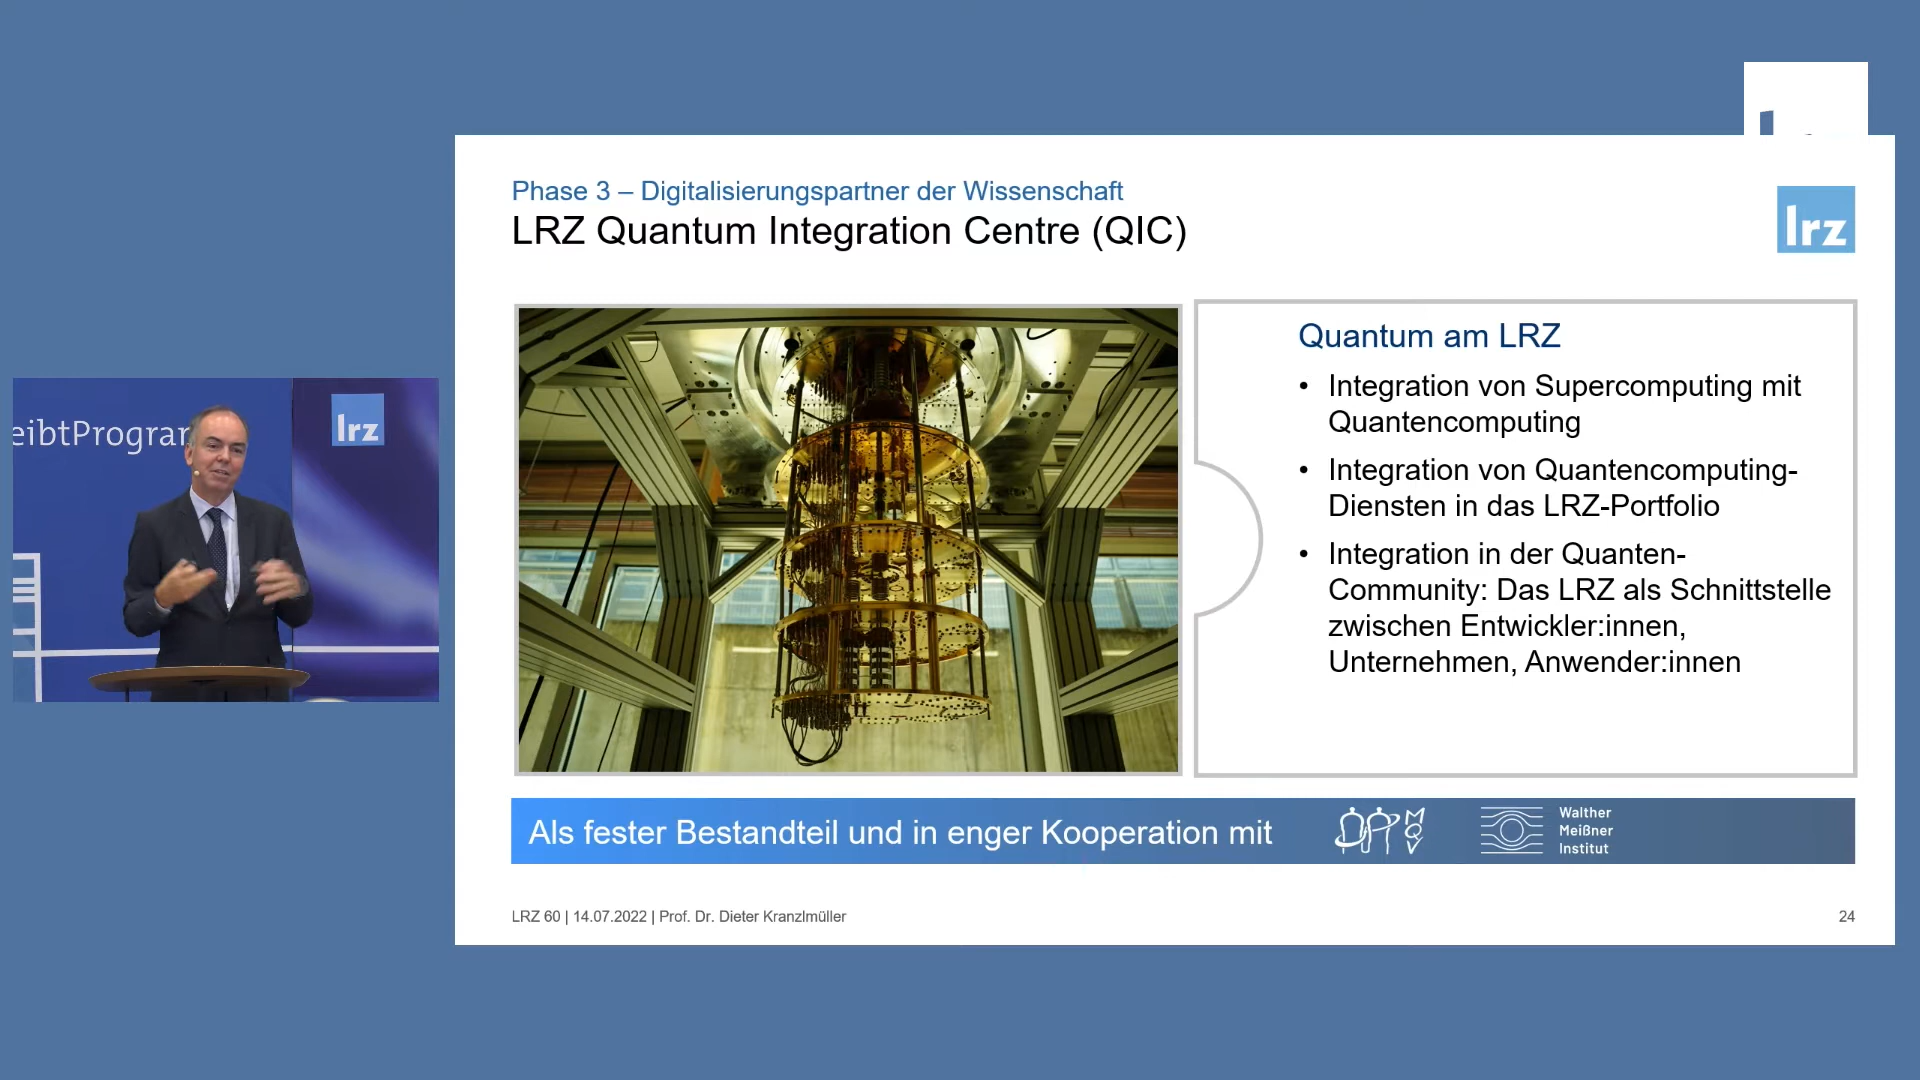 Phase 3 – Digitalisierungspartner der Wissenschaft
LRZ Quantum Integration Centre (QIC)
lrz
eibtProgram
lrz
Quantum am LRZ
• Integration von Supercomputing mit
Quantencomputing
• Integration von Quantencomputing-
Diensten in das LRZ-Portfolio
• Integration in der Quanten-
Community: Das LRZ als Schnittstelle
zwischen Entwickler:innen,
Unternehmen, Anwender:innen
Als fester Bestandteil und in enger Kooperation mit
MQV
Walther
Meißner
Institut
LRZ 60 | 14.07.2022 | Prof. Dr. Dieter Kranzlmüller
24